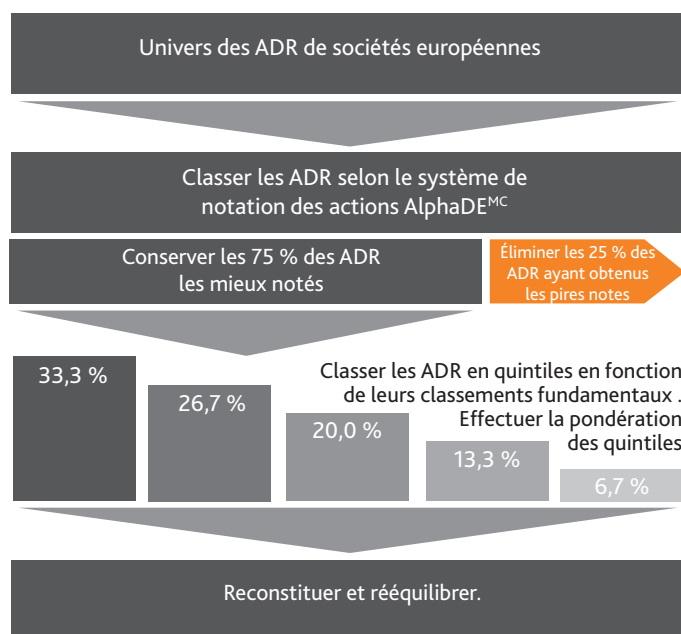 Univers des ADR de sociétés européennes
Classer les ADR selon le système de
notation des actions AlphaDEᴹᶜ
Conserver les 75 % des ADR
les mieux notés
Éliminer les 25 % des
ADR ayant obtenus
les pires notes
Classer les ADR en quintiles en fonction
de leurs classements fundamentaux .
Effectuer la pondération
des quintiles
33,3 %
26,7 %
20,0 %
13,3 %
6,7 %
Reconstituer et rééquilibrer.